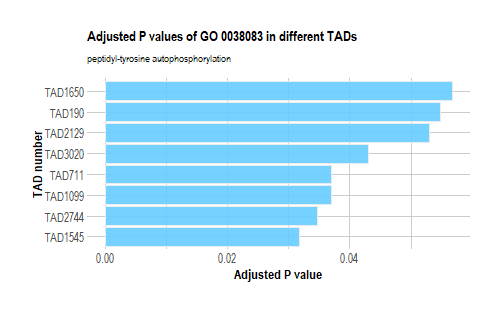 Adjusted P values of GO 0038083 in different TADs
peptidyl-tyrosine autophosphorylation
TAD number
TAD1650
TAD190
TAD2129
TAD3020
TAD711
TAD1099
TAD2744
TAD1545
0.00 0.02 0.04
Adjusted P value